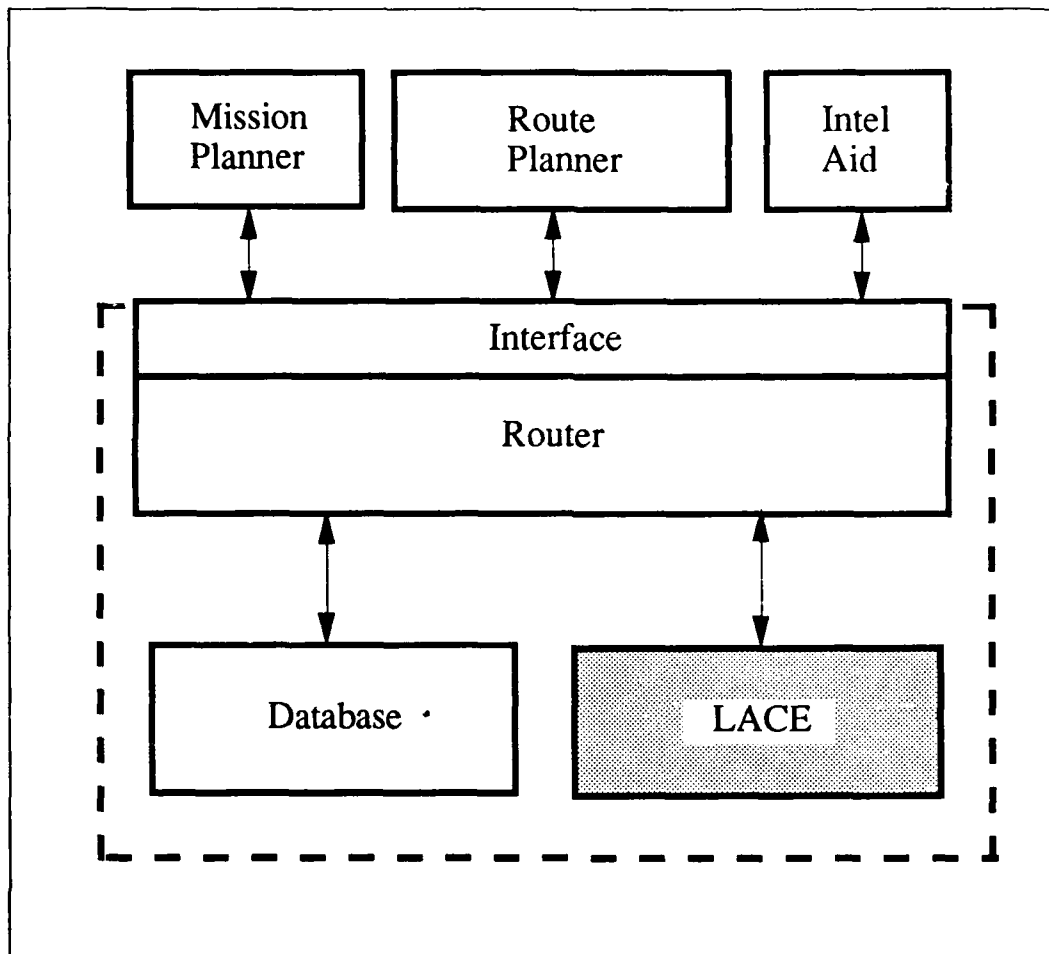 Mission
Planner
Route
Planner
Intel
Aid
Interface
Router
Database
LACE